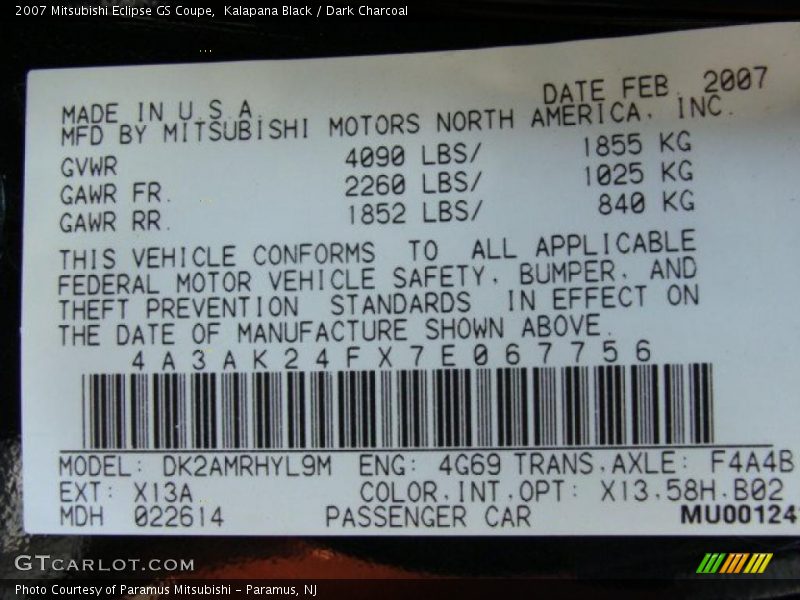 2007 Mitsubishi Eclipse GS Coupe,  Kalapana Black / Dark Charcoal
DATE FEB. 2007
MADE IN U.S.A.
MFD BY MITSUBISHI MOTORS NORTH AMERICA, INC.
GVWR 4090 LBS/ 1855 KG
GAWR FR. 2260 LBS/ 1025 KG
GAWR RR. 1852 LBS/ 840 KG
THIS VEHICLE CONFORMS TO ALL APPLICABLE
FEDERAL MOTOR VEHICLE SAFETY, BUMPER, AND
THEFT PREVENTION STANDARDS IN EFFECT ON
THE DATE OF MANUFACTURE SHOWN ABOVE.
4A3AK24FX7E067756
MODEL: DK2AMRHYL9M ENG: 4G69 TRANS.AXLE: F4A4B
EXT: X13A COLOR.INT.OPT: X13.58H.B02
MDH 022614 PASSENGER CAR MU00124
GTCARLOT.COM
Photo Courtesy of Paramus Mitsubishi - Paramus, NJ